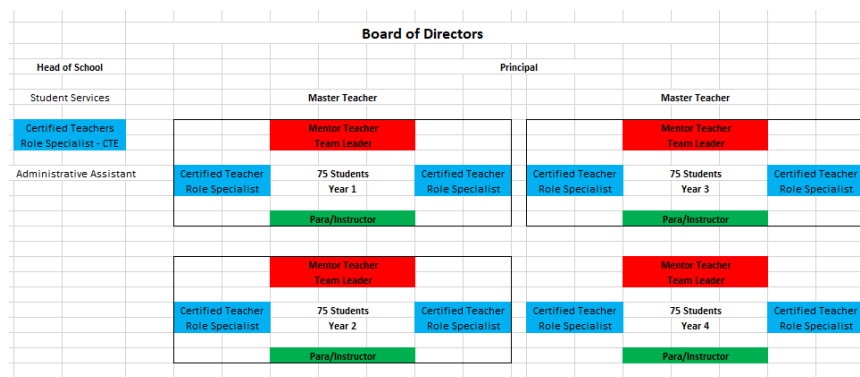 Board of Directors
Head of School
Principal
Student Services
Master Teacher
Master Teacher
Certified Teachers
Role Specialist - CTE
Mentor Teacher
Team Leader
Mentor Teacher
Team Leader
Administrative Assistant
Certified Teacher
Role Specialist
75 Students
Year 1
Certified Teacher
Role Specialist
Certified Teacher
Role Specialist
75 Students
Year 3
Certified Teacher
Role Specialist
Para/Instructor
Para/Instructor
Mentor Teacher
Team Leader
Mentor Teacher
Team Leader
Certified Teacher
Role Specialist
75 Students
Year 2
Certified Teacher
Role Specialist
Certified Teacher
Role Specialist
75 Students
Year 4
Certified Teacher
Role Specialist
Para/Instructor
Para/Instructor